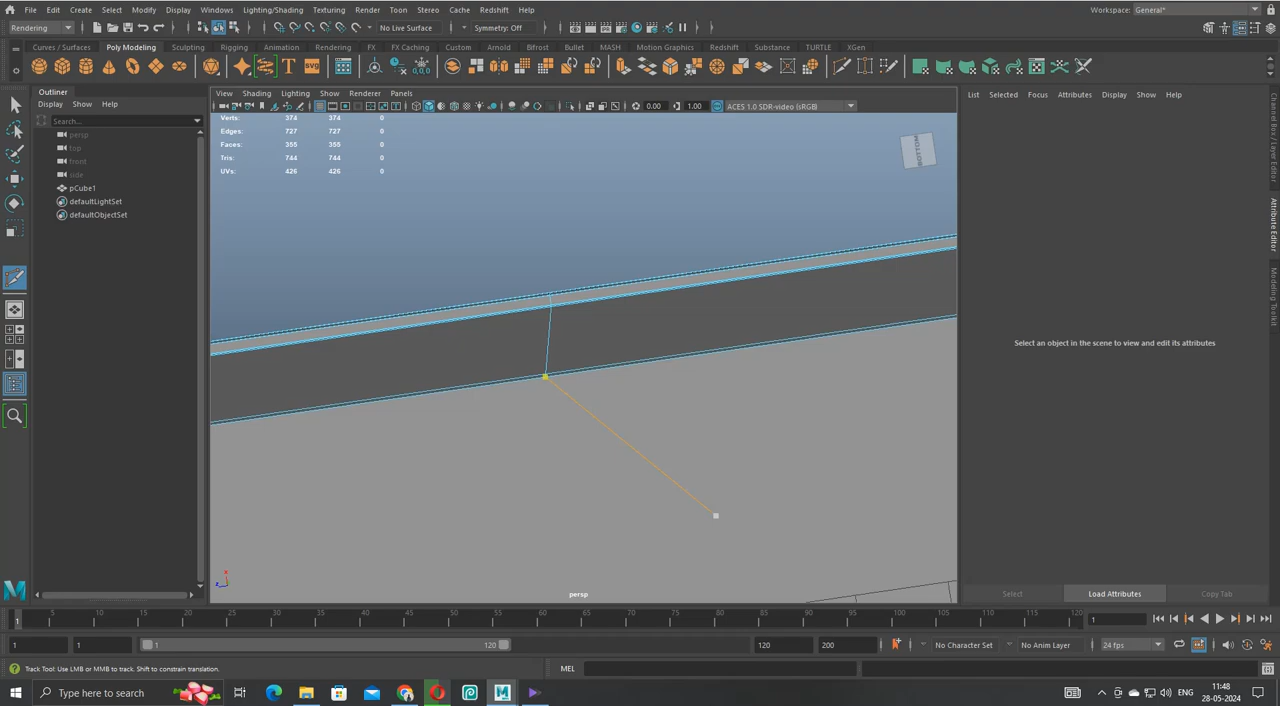 File Edit Create Select Modify Display Windows Lighting/Shading Texturing Render Toon Stereo Cache Redshift Help Workspace: General*
Rendering No Live Surface Symmetry: Off
Curves / Surfaces Poly Modeling Sculpting Rigging Animation Rendering FX FX Caching Custom Arnold Bifrost Bullet MASH Motion Graphics Redshift Substance TURTLE XGen
Outliner
Display Show Help
Search...
persp
top
front
side
pCube1
defaultLightSet
defaultObjectSet
View Shading Lighting Show Renderer Panels
0.00 1.00 ACES 1.0 SDR-video (sRGB)
Verts: 374 374 0
Edges: 727 727 0
Faces: 355 355 0
Tris: 744 744 0
UVs: 426 426 0
BOTTOM
persp
x
z
List Selected Focus Attributes Display Show Help
Select an object in the scene to view and edit its attributes
Select Load Attributes Copy Tab
Channel Box / Layer Editor
Attribute Editor
Modeling Toolkit
1 5 10 15 20 25 30 35 40 45 50 55 60 65 70 75 80 85 90 95 100 105 110 115 120 1
1 1 1 120 120 200 No Character Set No Anim Layer 24 fps
Track Tool: Use LMB or MMB to track. Shift to constrain translation. MEL
Type here to search ENG 11:48
28-05-2024